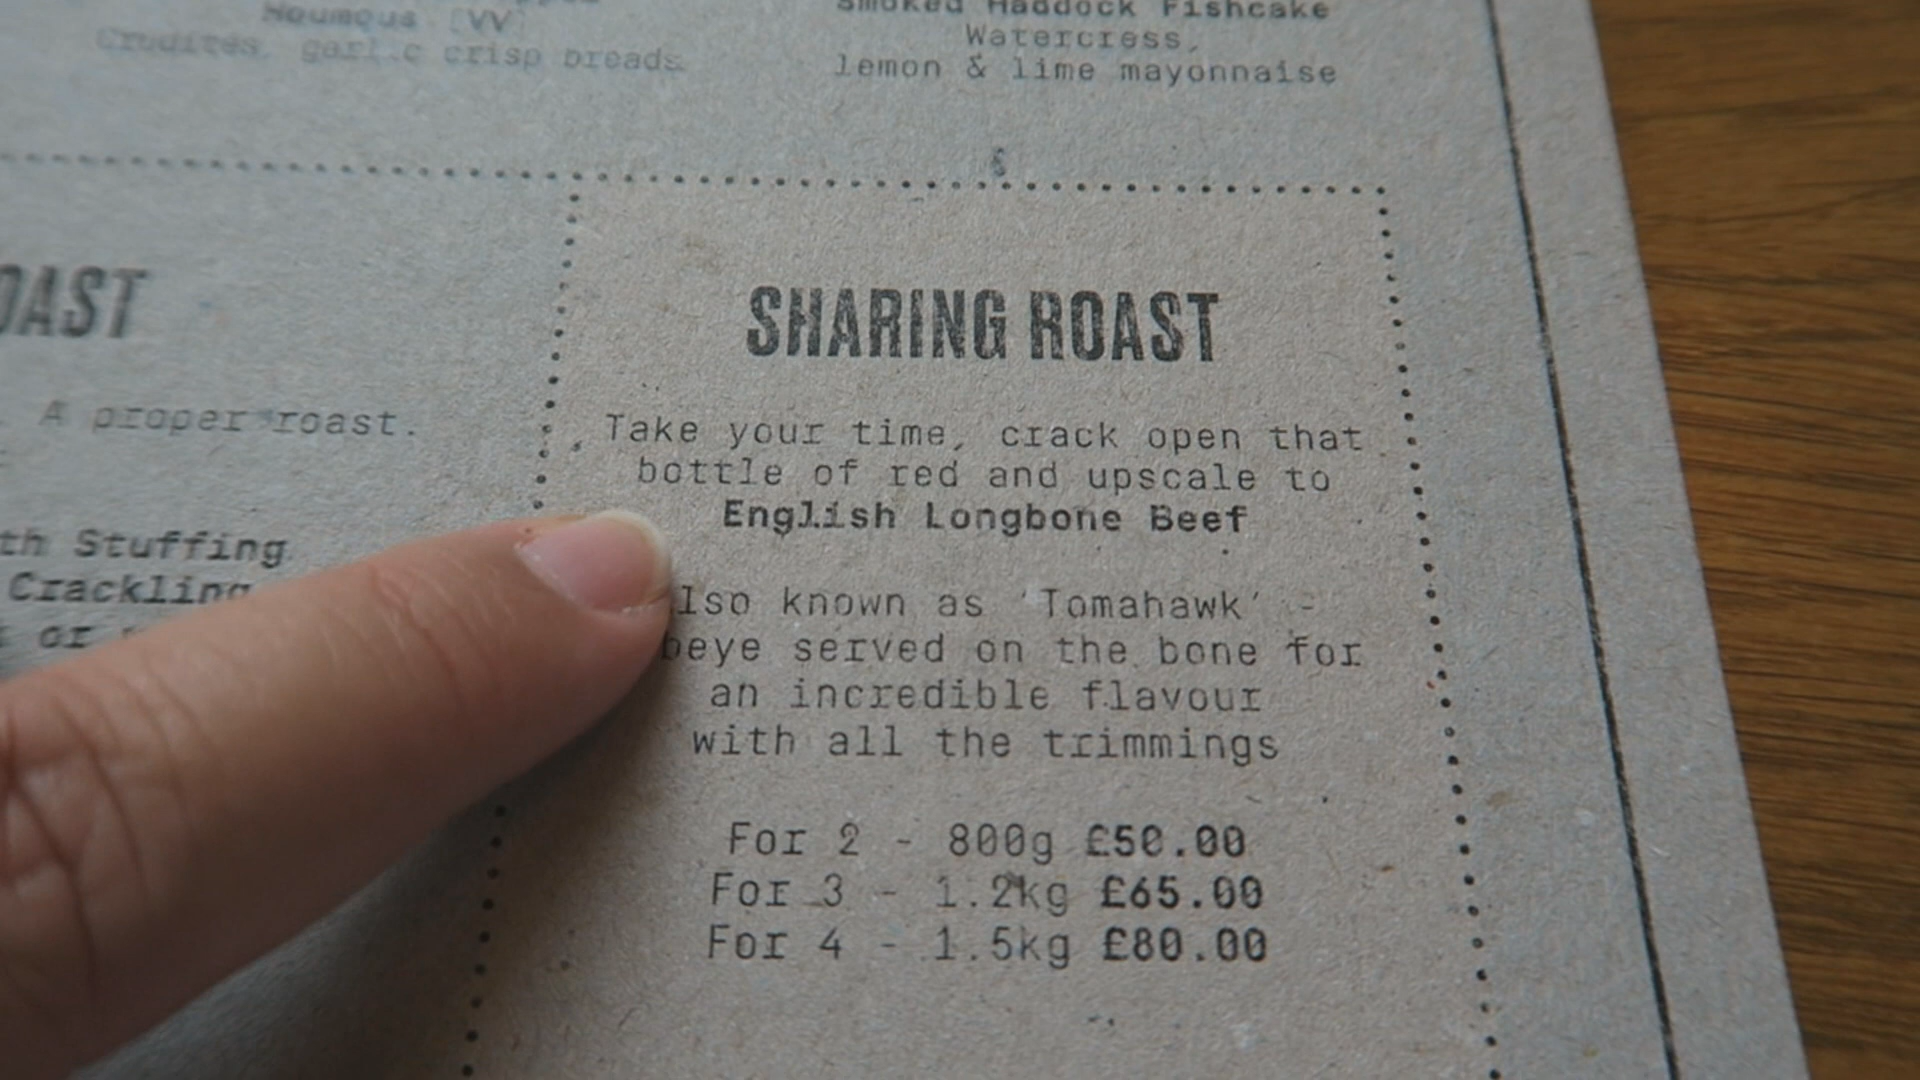 Houmous [VV]
Crudites, garlic crisp breads
Smoked Haddock Fishcake
Watercress,
lemon & lime mayonnaise
OAST
A proper roast.
th Stuffing
Crackling
or
SHARING ROAST
Take your time, crack open that
bottle of red and upscale to
English Longbone Beef
lso known as 'Tomahawk' -
beye served on the bone for
an incredible flavour
with all the trimmings
For 2 - 800g £50.00
For 3 - 1.2kg £65.00
For 4 - 1.5kg £80.00